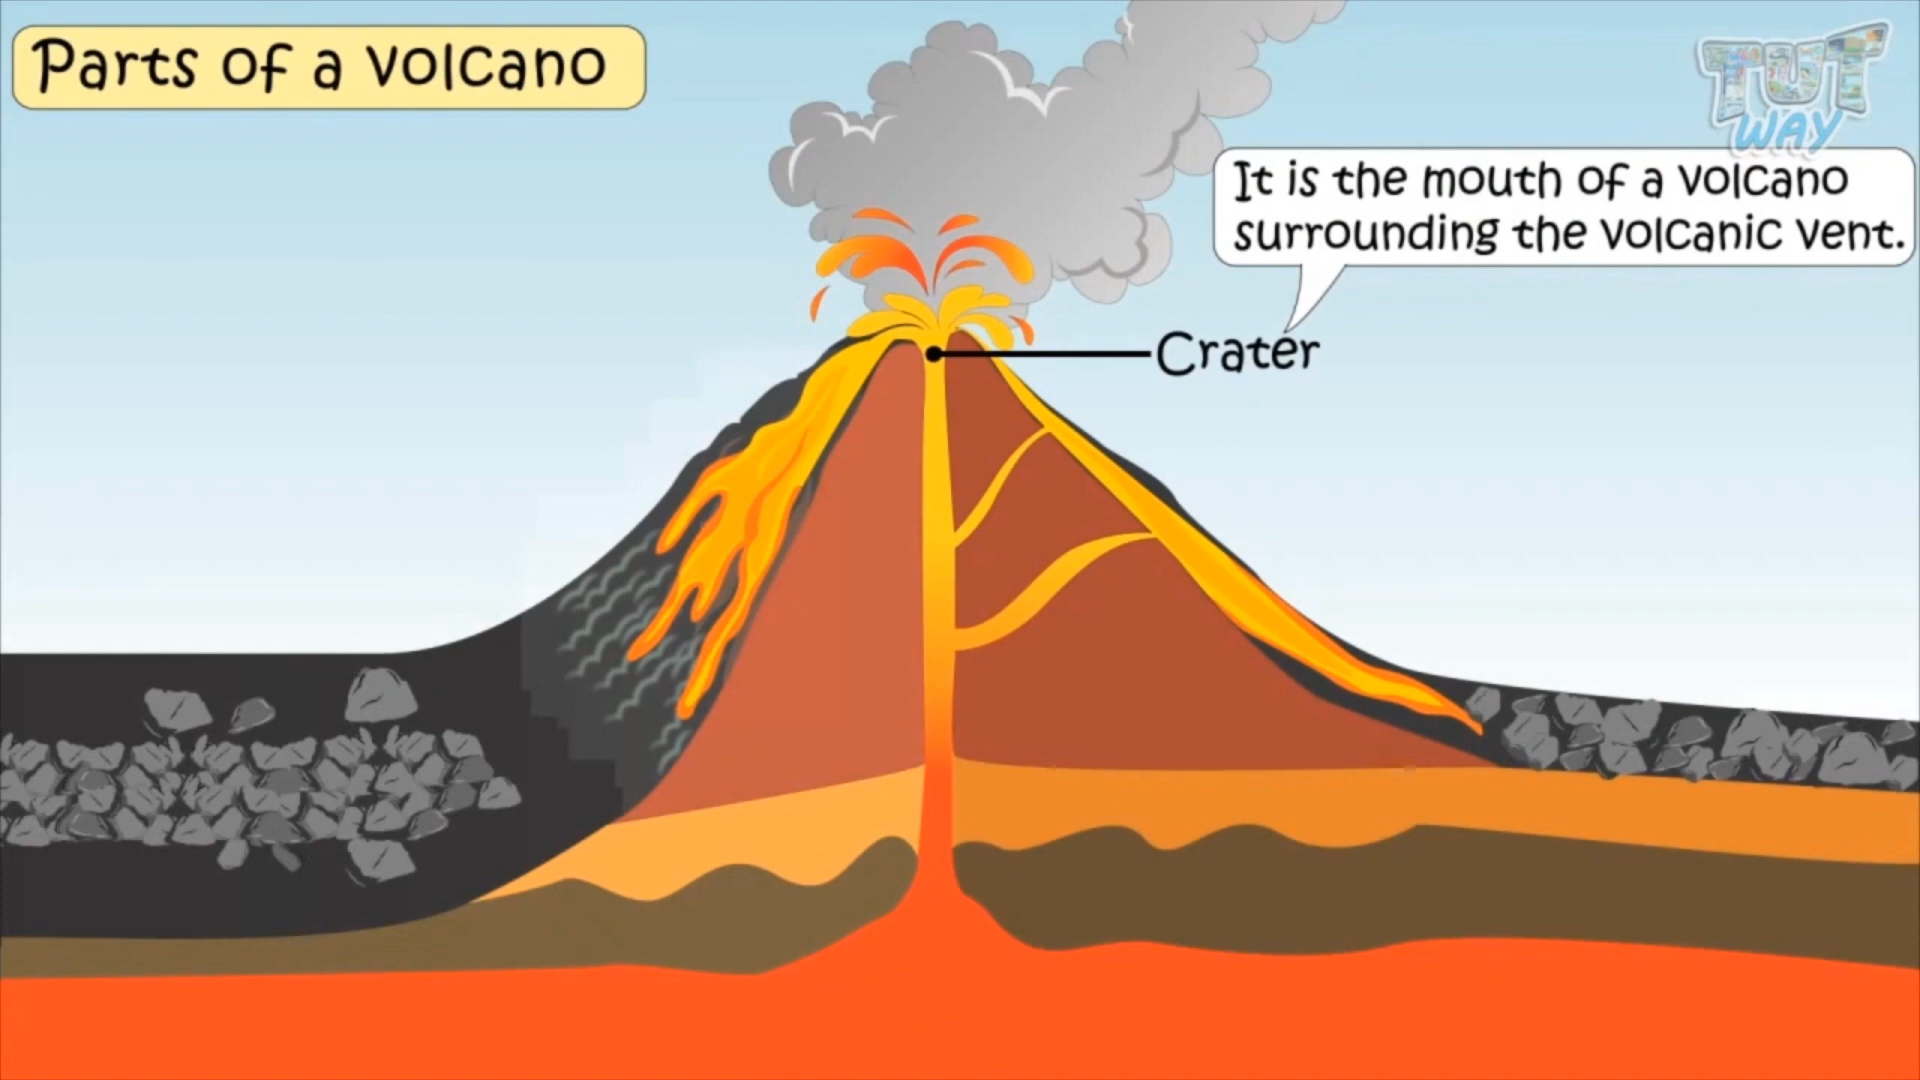 Parts of a volcano
TUT
WAY
It is the mouth of a volcano
surrounding the volcanic vent.
Crater